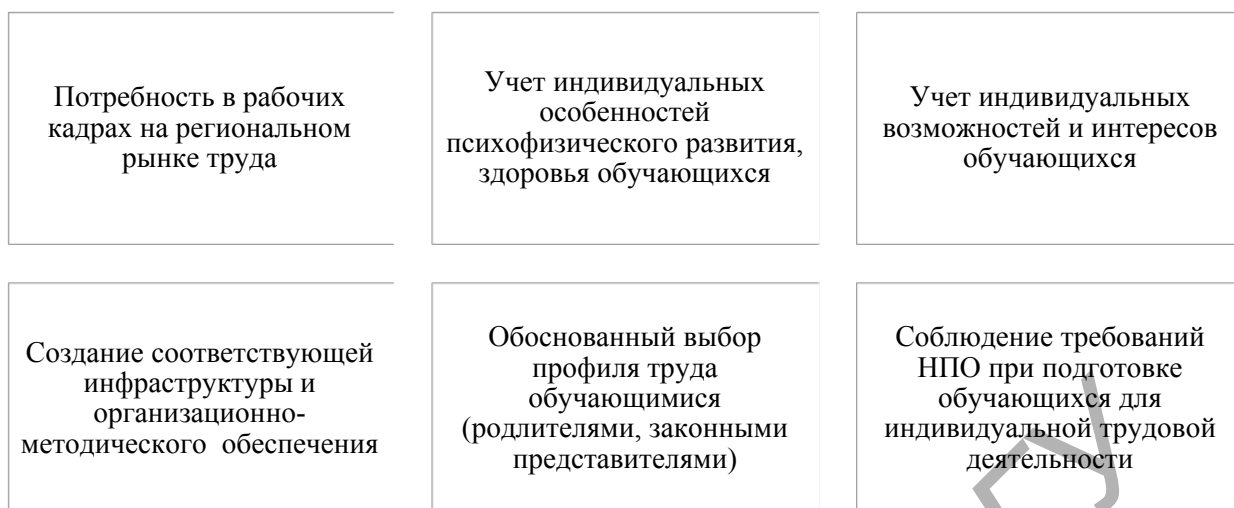 Потребность в рабочих
кадрах на региональном
рынке труда
Учет индивидуальных
особенностей
психофизического развития,
здоровья обучающихся
Учет индивидуальных
возможностей и интересов
обучающихся
Создание соответствующей
инфраструктуры и
организационно-
методического обеспечения
Обоснованный выбор
профиля труда
обучающимися
(родлителями, законными
представителями)
Соблюдение требований
НПО при подготовке
обучающихся для
индивидуальной трудовой
деятельности